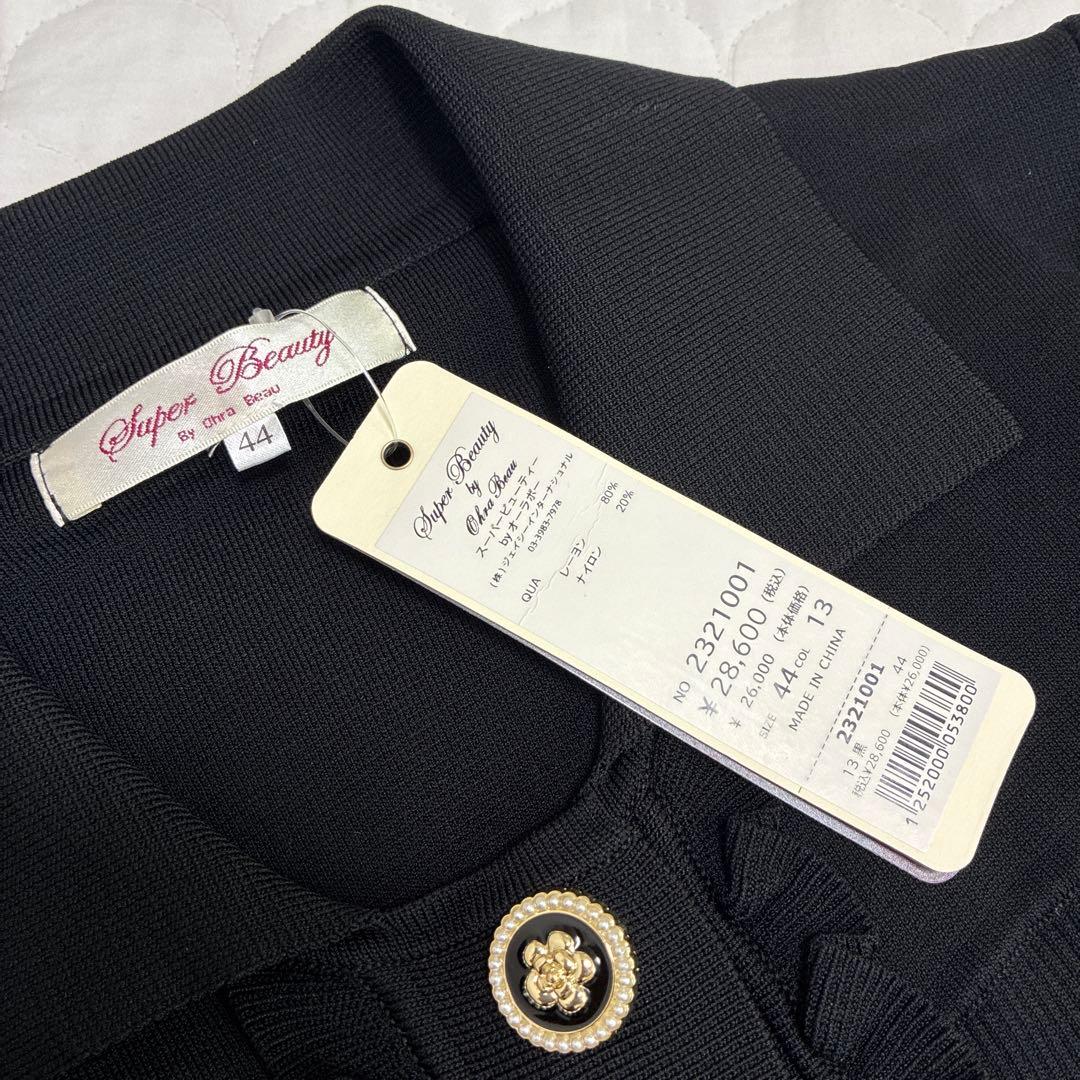 Super Beauty
By Ohra Beau
44
Super Beauty
by
Ohra Beau
スーパービューティー
by オーラボー
(株)ジェイシーインターナショナル
03-3983-7978
QUA
レーヨン 80%
ナイロン 20%
NO 2321001
¥ 28,600 (税込)
¥ 26,000 (本体価格)
SIZE 44 COL 13
MADE IN CHINA
2321001
13 黒 44
税込¥28,600 (本体¥26,000)
1252000053800